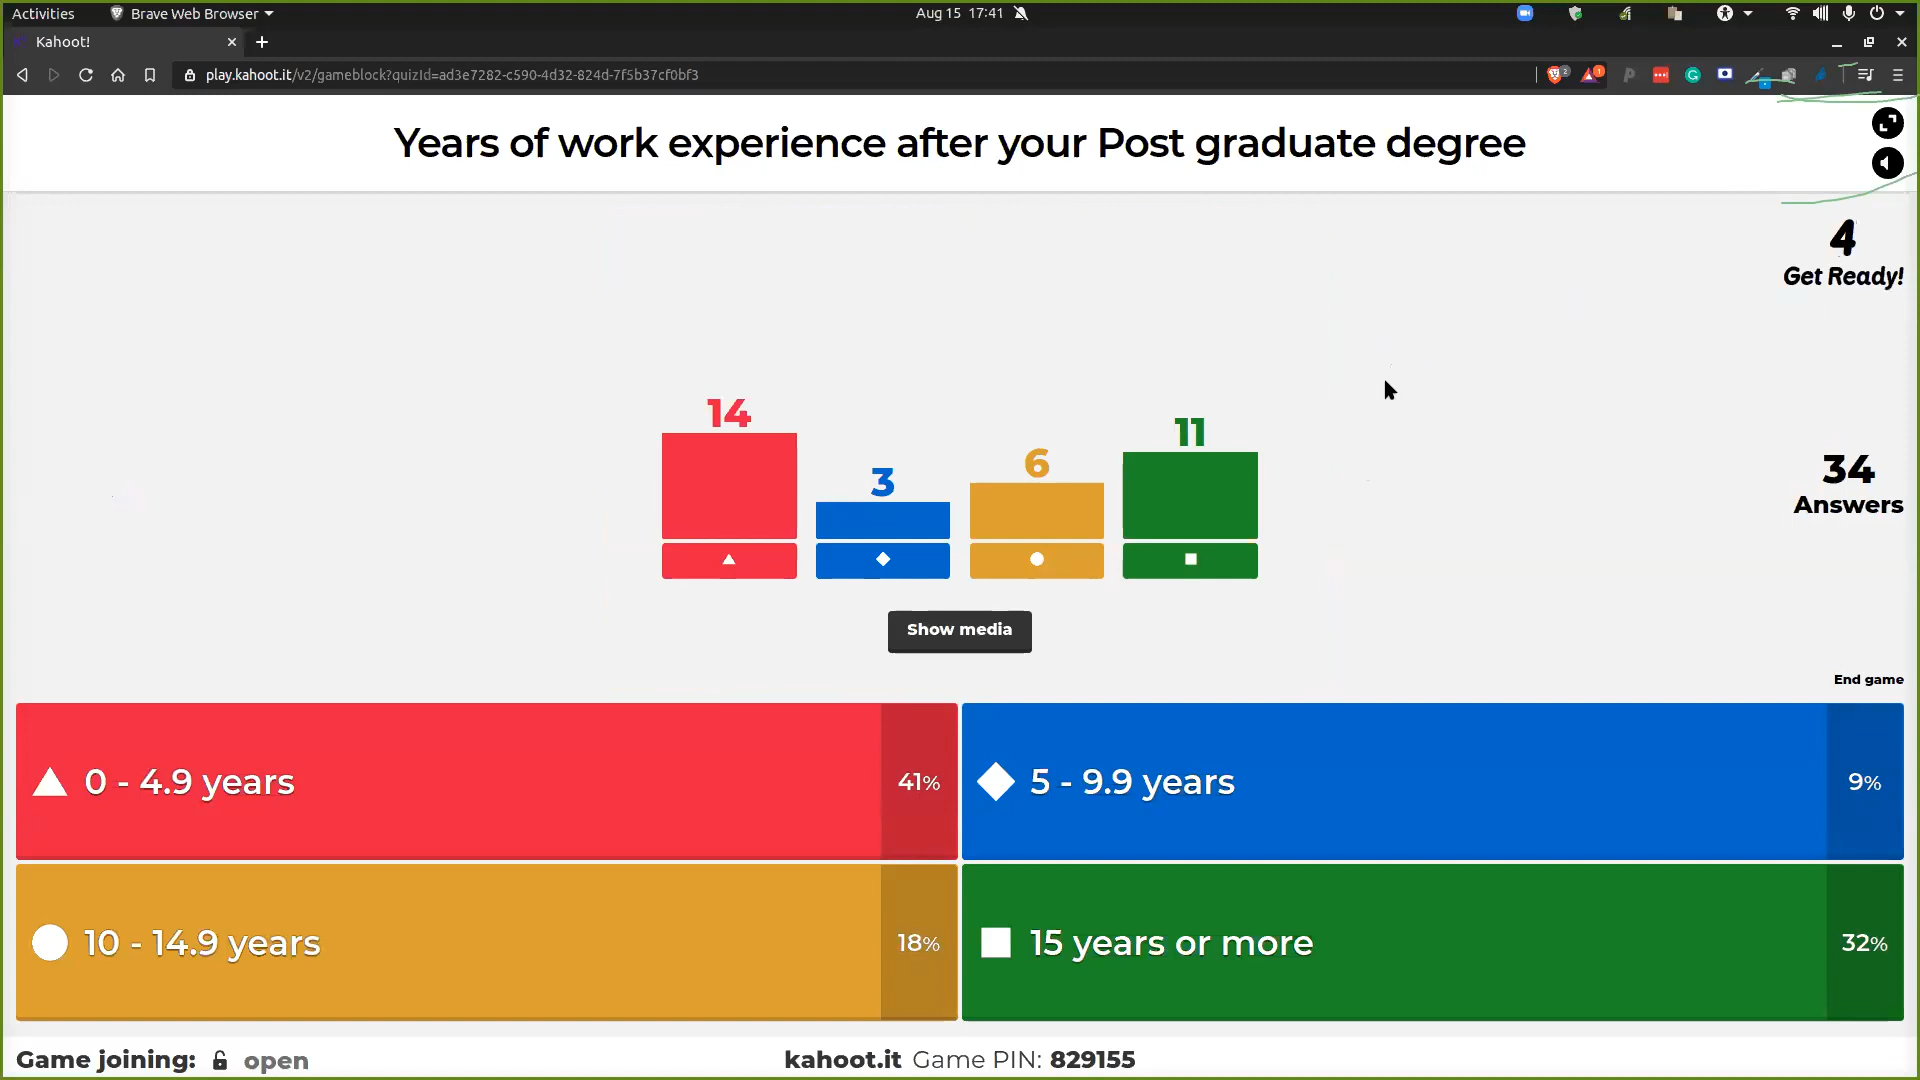 Activities
Brave Web Browser
Aug 15 17:41
Kahoot!
play.kahoot.it/v2/gameblock?quizId=ad3e7282-c590-4d32-824d-7f5b37cf0bf3
2
1
Years of work experience after your Post graduate degree
4
Get Ready!
14
3
6
11
34
Answers
Show media
End game
0 - 4.9 years
41%
5 - 9.9 years
9%
10 - 14.9 years
18%
15 years or more
32%
Game joining: open
kahoot.it Game PIN: 829155